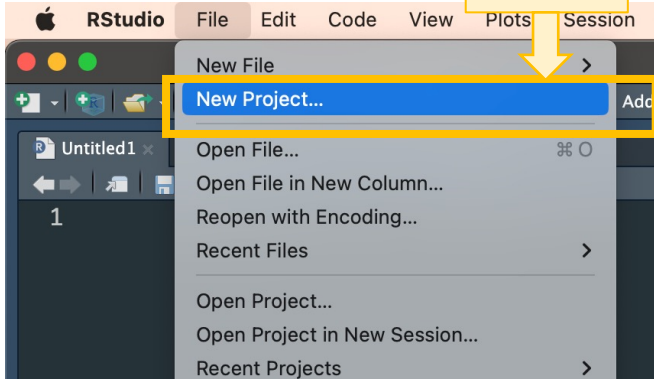 RStudio File Edit Code View Plots Session
New File
New Project...
Add
Untitled1
Open File... ⌘ O
Open File in New Column...
1
Reopen with Encoding...
Recent Files
Open Project...
Open Project in New Session...
Recent Projects